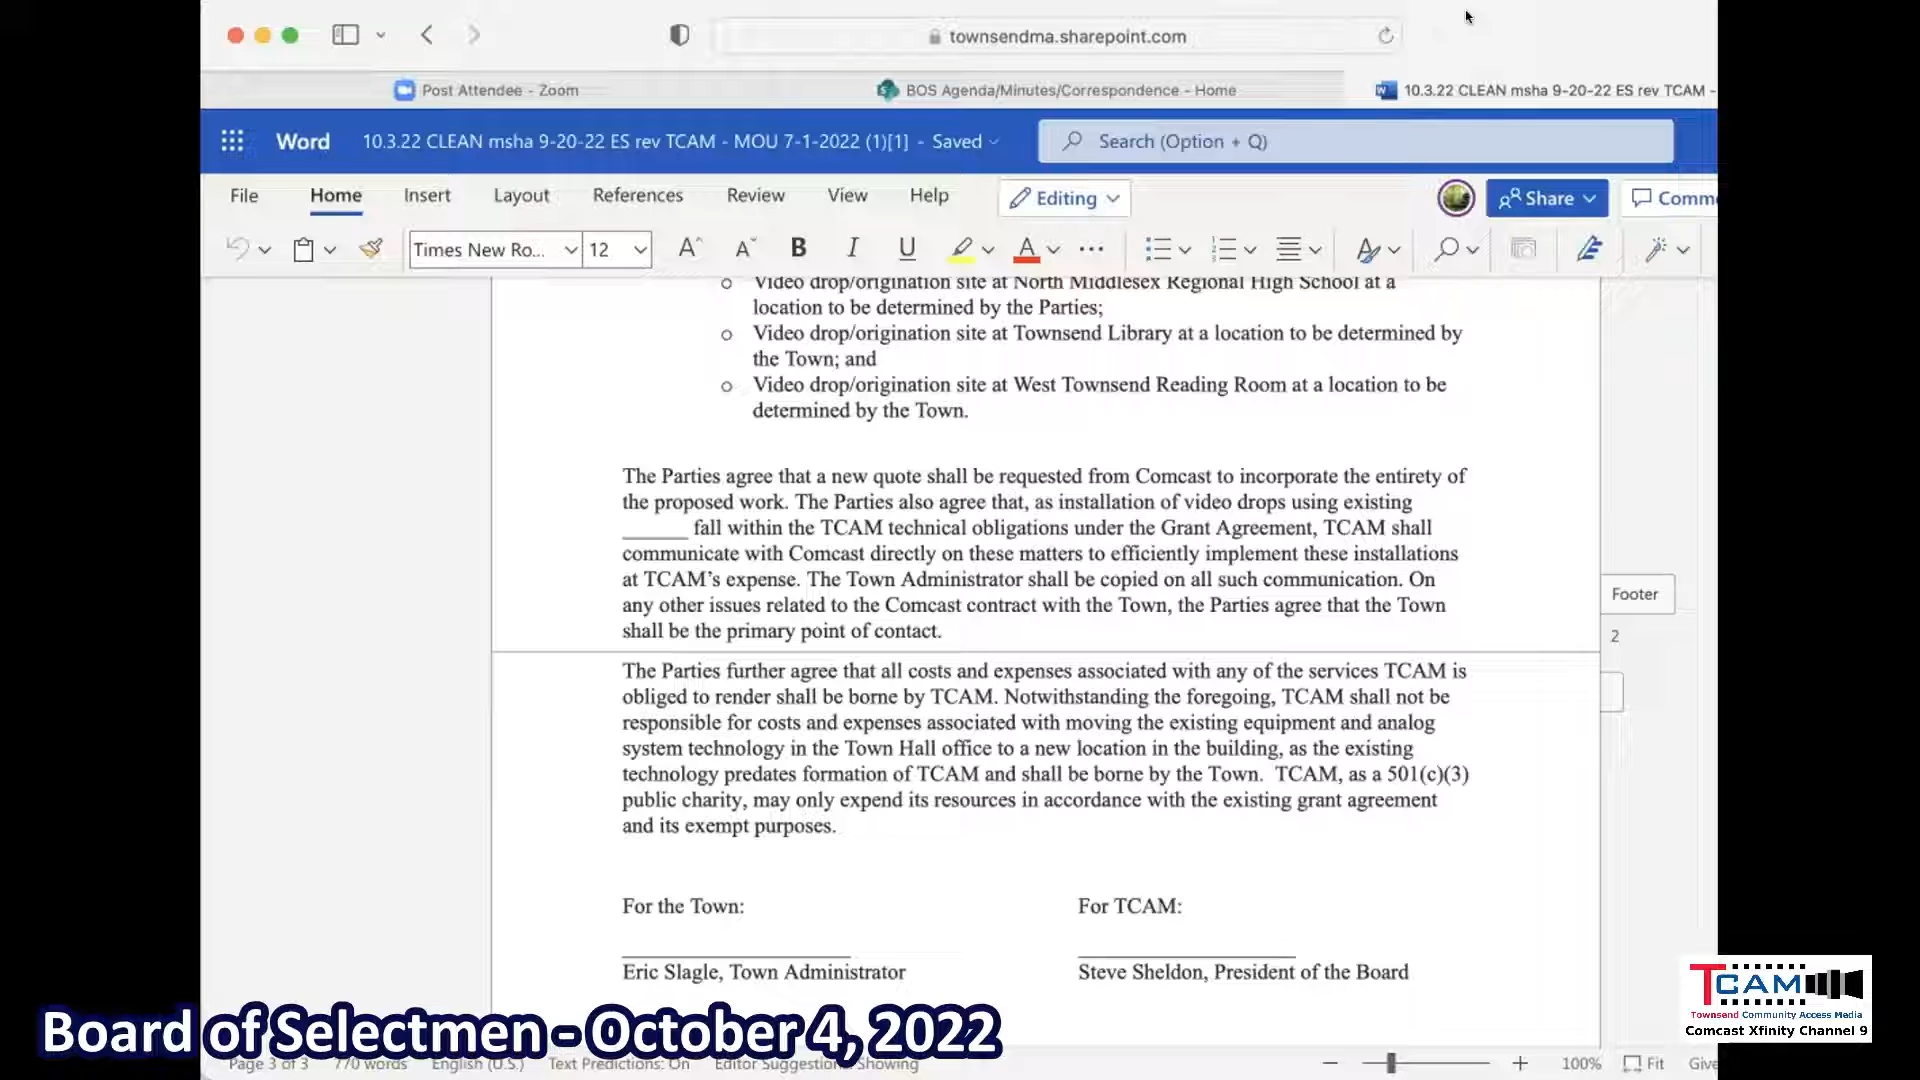 townsendma.sharepoint.com
Post Attendee - Zoom
BOS Agenda/Minutes/Correspondence - Home
10.3.22 CLEAN msha 9-20-22 ES rev TCAM -
Word
10.3.22 CLEAN msha 9-20-22 ES rev TCAM - MOU 7-1-2022 (1)[1] - Saved
Search (Option + Q)
File Home Insert Layout References Review View Help
Editing
Share
Comm
Times New Ro... 12
Video drop/origination site at North Middlesex Regional High School at a
location to be determined by the Parties;
o Video drop/origination site at Townsend Library at a location to be determined by
the Town; and
o Video drop/origination site at West Townsend Reading Room at a location to be
determined by the Town.
The Parties agree that a new quote shall be requested from Comcast to incorporate the entirety of
the proposed work. The Parties also agree that, as installation of video drops using existing
______ fall within the TCAM technical obligations under the Grant Agreement, TCAM shall
communicate with Comcast directly on these matters to efficiently implement these installations
at TCAM's expense. The Town Administrator shall be copied on all such communication. On
any other issues related to the Comcast contract with the Town, the Parties agree that the Town
shall be the primary point of contact.
Footer
2
The Parties further agree that all costs and expenses associated with any of the services TCAM is
obliged to render shall be borne by TCAM. Notwithstanding the foregoing, TCAM shall not be
responsible for costs and expenses associated with moving the existing equipment and analog
system technology in the Town Hall office to a new location in the building, as the existing
technology predates formation of TCAM and shall be borne by the Town. TCAM, as a 501(c)(3)
public charity, may only expend its resources in accordance with the existing grant agreement
and its exempt purposes.
For the Town: For TCAM:
Eric Slagle, Town Administrator Steve Sheldon, President of the Board
Board of Selectmen - October 4, 2022
TCAM
Townsend Community Access Media
Comcast Xfinity Channel 9
Page 3 of 3 770 words English (U.S.) Text Predictions: On Editor Suggestions Showing
100% Fit Give